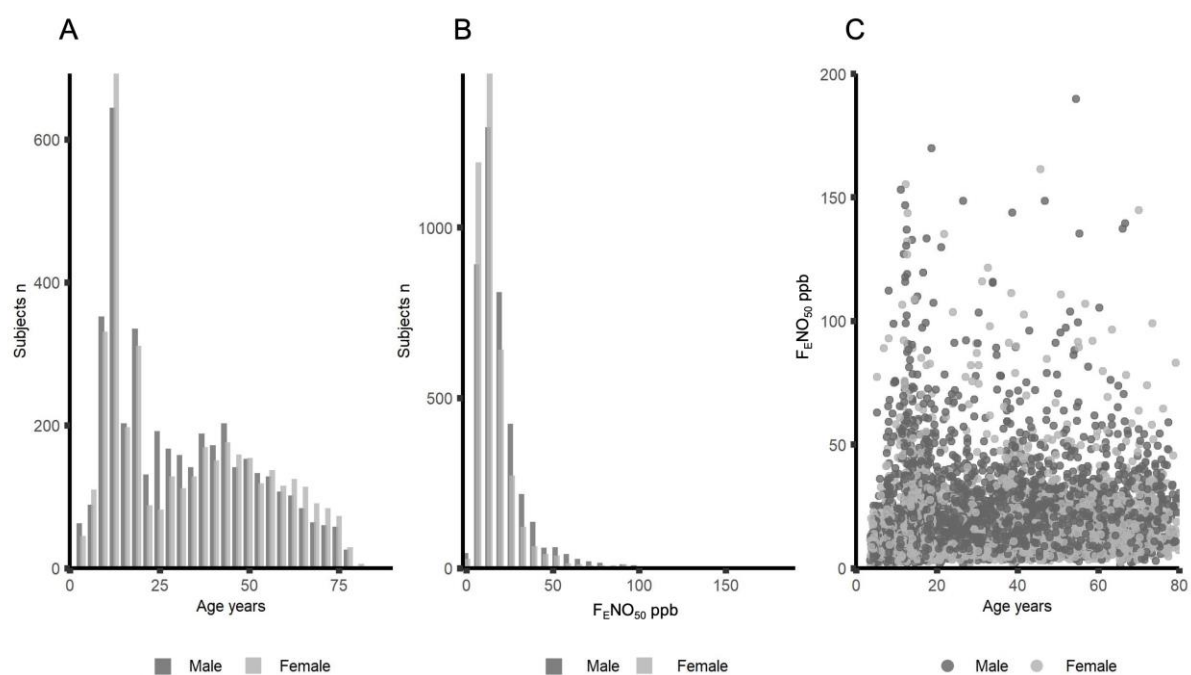 A
600
400
200
0
Subjects n
0 25 50 75
Age years
Male Female
B
1000
500
0
Subjects n
0 50 100 150
FENO50 ppb
Male Female
C
200
150
100
50
0
FENO50 ppb
0 20 40 60 80
Age years
Male Female